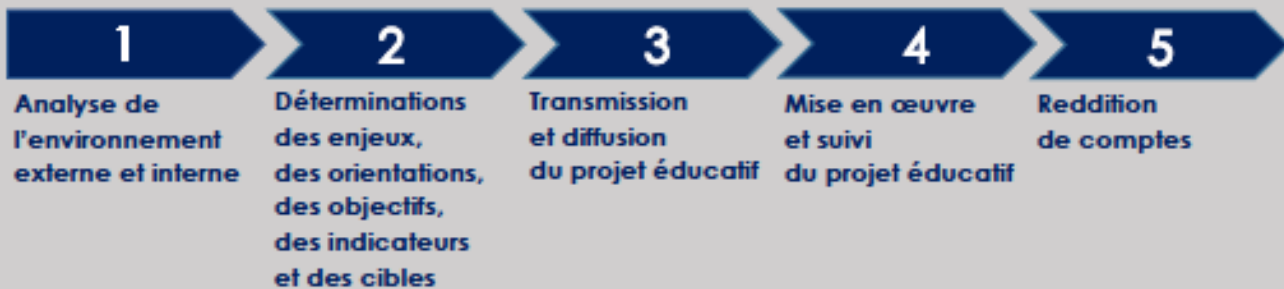 1
Analyse de
l'environnement
externe et interne
2
Déterminations
des enjeux,
des orientations,
des objectifs,
des indicateurs
et des cibles
3
Transmission
et diffusion
du projet éducatif
4
Mise en œuvre
et suivi
du projet éducatif
5
Reddition
de comptes